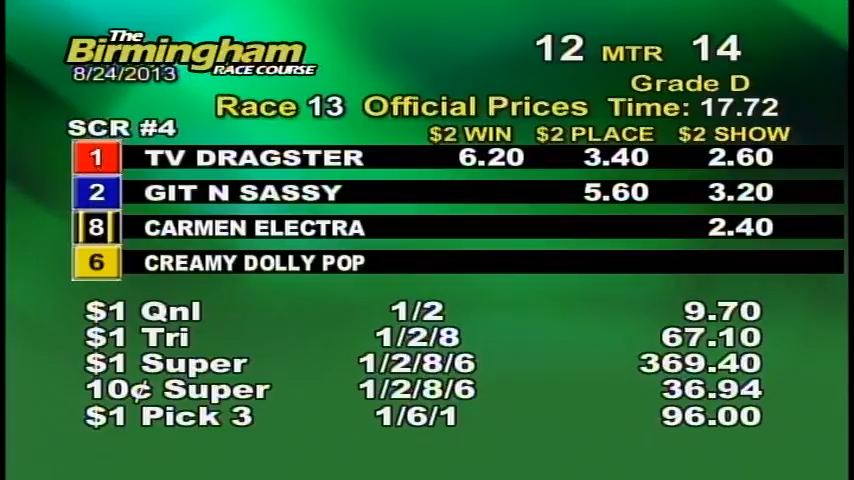 The
Birmingham
RACE COURSE
8/24/2013
12 MTR 14
Grade D
Race 13 Official Prices Time: 17.72
SCR #4
$2 WIN $2 PLACE $2 SHOW
1 TV DRAGSTER 6.20 3.40 2.60
2 GIT N SASSY 5.60 3.20
8 CARMEN ELECTRA 2.40
6 CREAMY DOLLY POP
$1 Qnl 1/2 9.70
$1 Tri 1/2/8 67.10
$1 Super 1/2/8/6 369.40
10¢ Super 1/2/8/6 36.94
$1 Pick 3 1/6/1 96.00